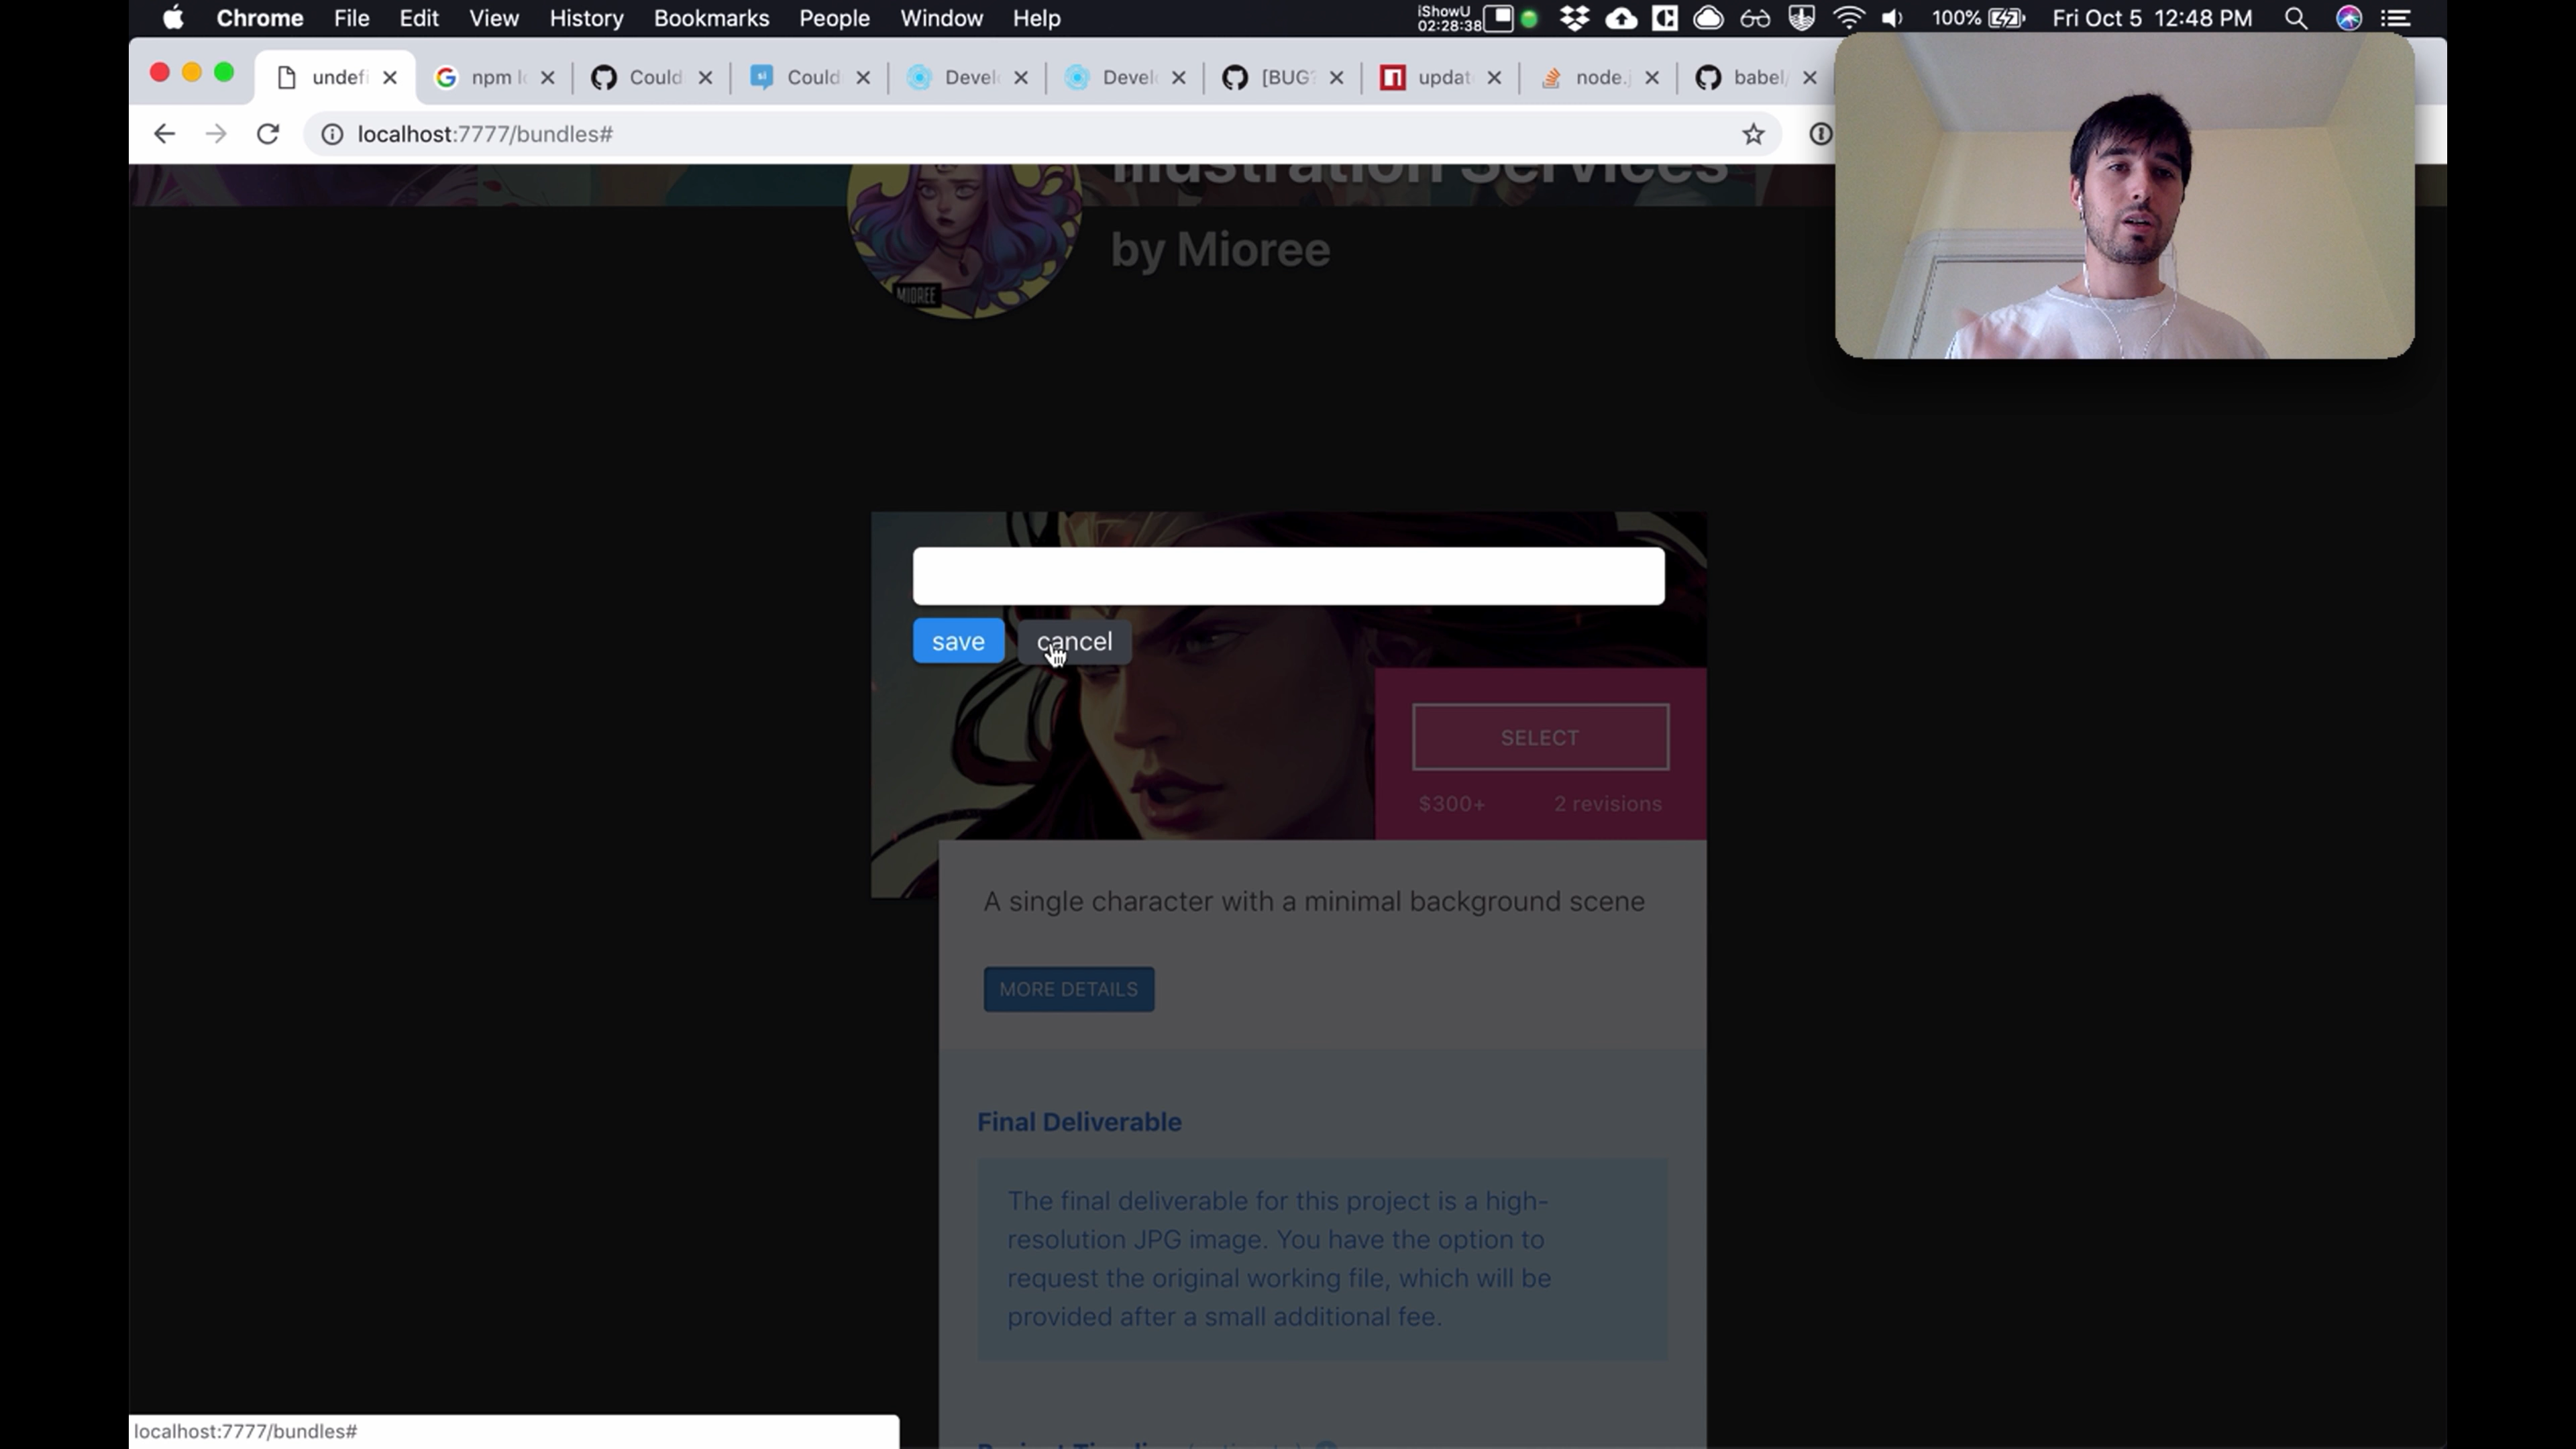 Chrome File Edit View History Bookmarks People Window Help iShowU 02:28:38 100% Fri Oct 5 12:48 PM
undefi npm lo Could Could Devel Devel [BUG? updat node.j babel/
localhost:7777/bundles#
Illustration Services
by Mioree
MIOREE
save cancel
SELECT
$300+ 2 revisions
A single character with a minimal background scene
MORE DETAILS
Final Deliverable
The final deliverable for this project is a high-
resolution JPG image. You have the option to
request the original working file, which will be
provided after a small additional fee.
localhost:7777/bundles#